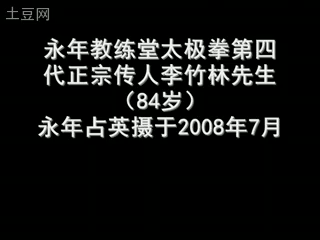 土豆网
永年教练堂太极拳第四
代正宗传人李竹林先生
（84岁）
永年占英摄于2008年7月